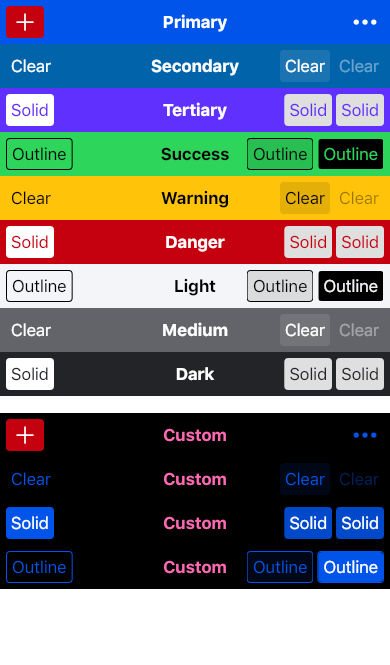 Primary
Clear Secondary Clear Clear
Solid Tertiary Solid Solid
Outline Success Outline Outline
Clear Warning Clear Clear
Solid Danger Solid Solid
Outline Light Outline Outline
Clear Medium Clear Clear
Solid Dark Solid Solid
Custom
Clear Custom Clear Clear
Solid Custom Solid Solid
Outline Custom Outline Outline